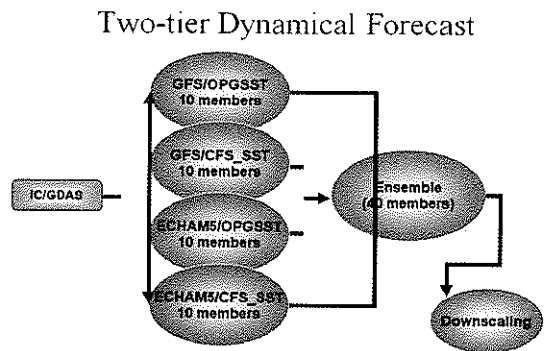 Two-tier Dynamical Forecast
GFS/OPGSST
10 members
GFS/CFS_SST
10 members
IC/GDAS
Ensemble
(40 members)
ECHAM5/OPGSST
10 members
ECHAM5/CFS_SST
10 members
Downscaling